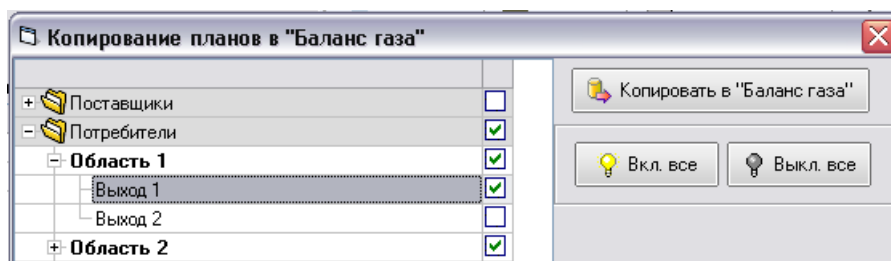 Копирование планов в "Баланс газа"
Поставщики
Потребители
Область 1
Выход 1
Выход 2
Область 2
Копировать в "Баланс газа"
Вкл. все
Выкл. все